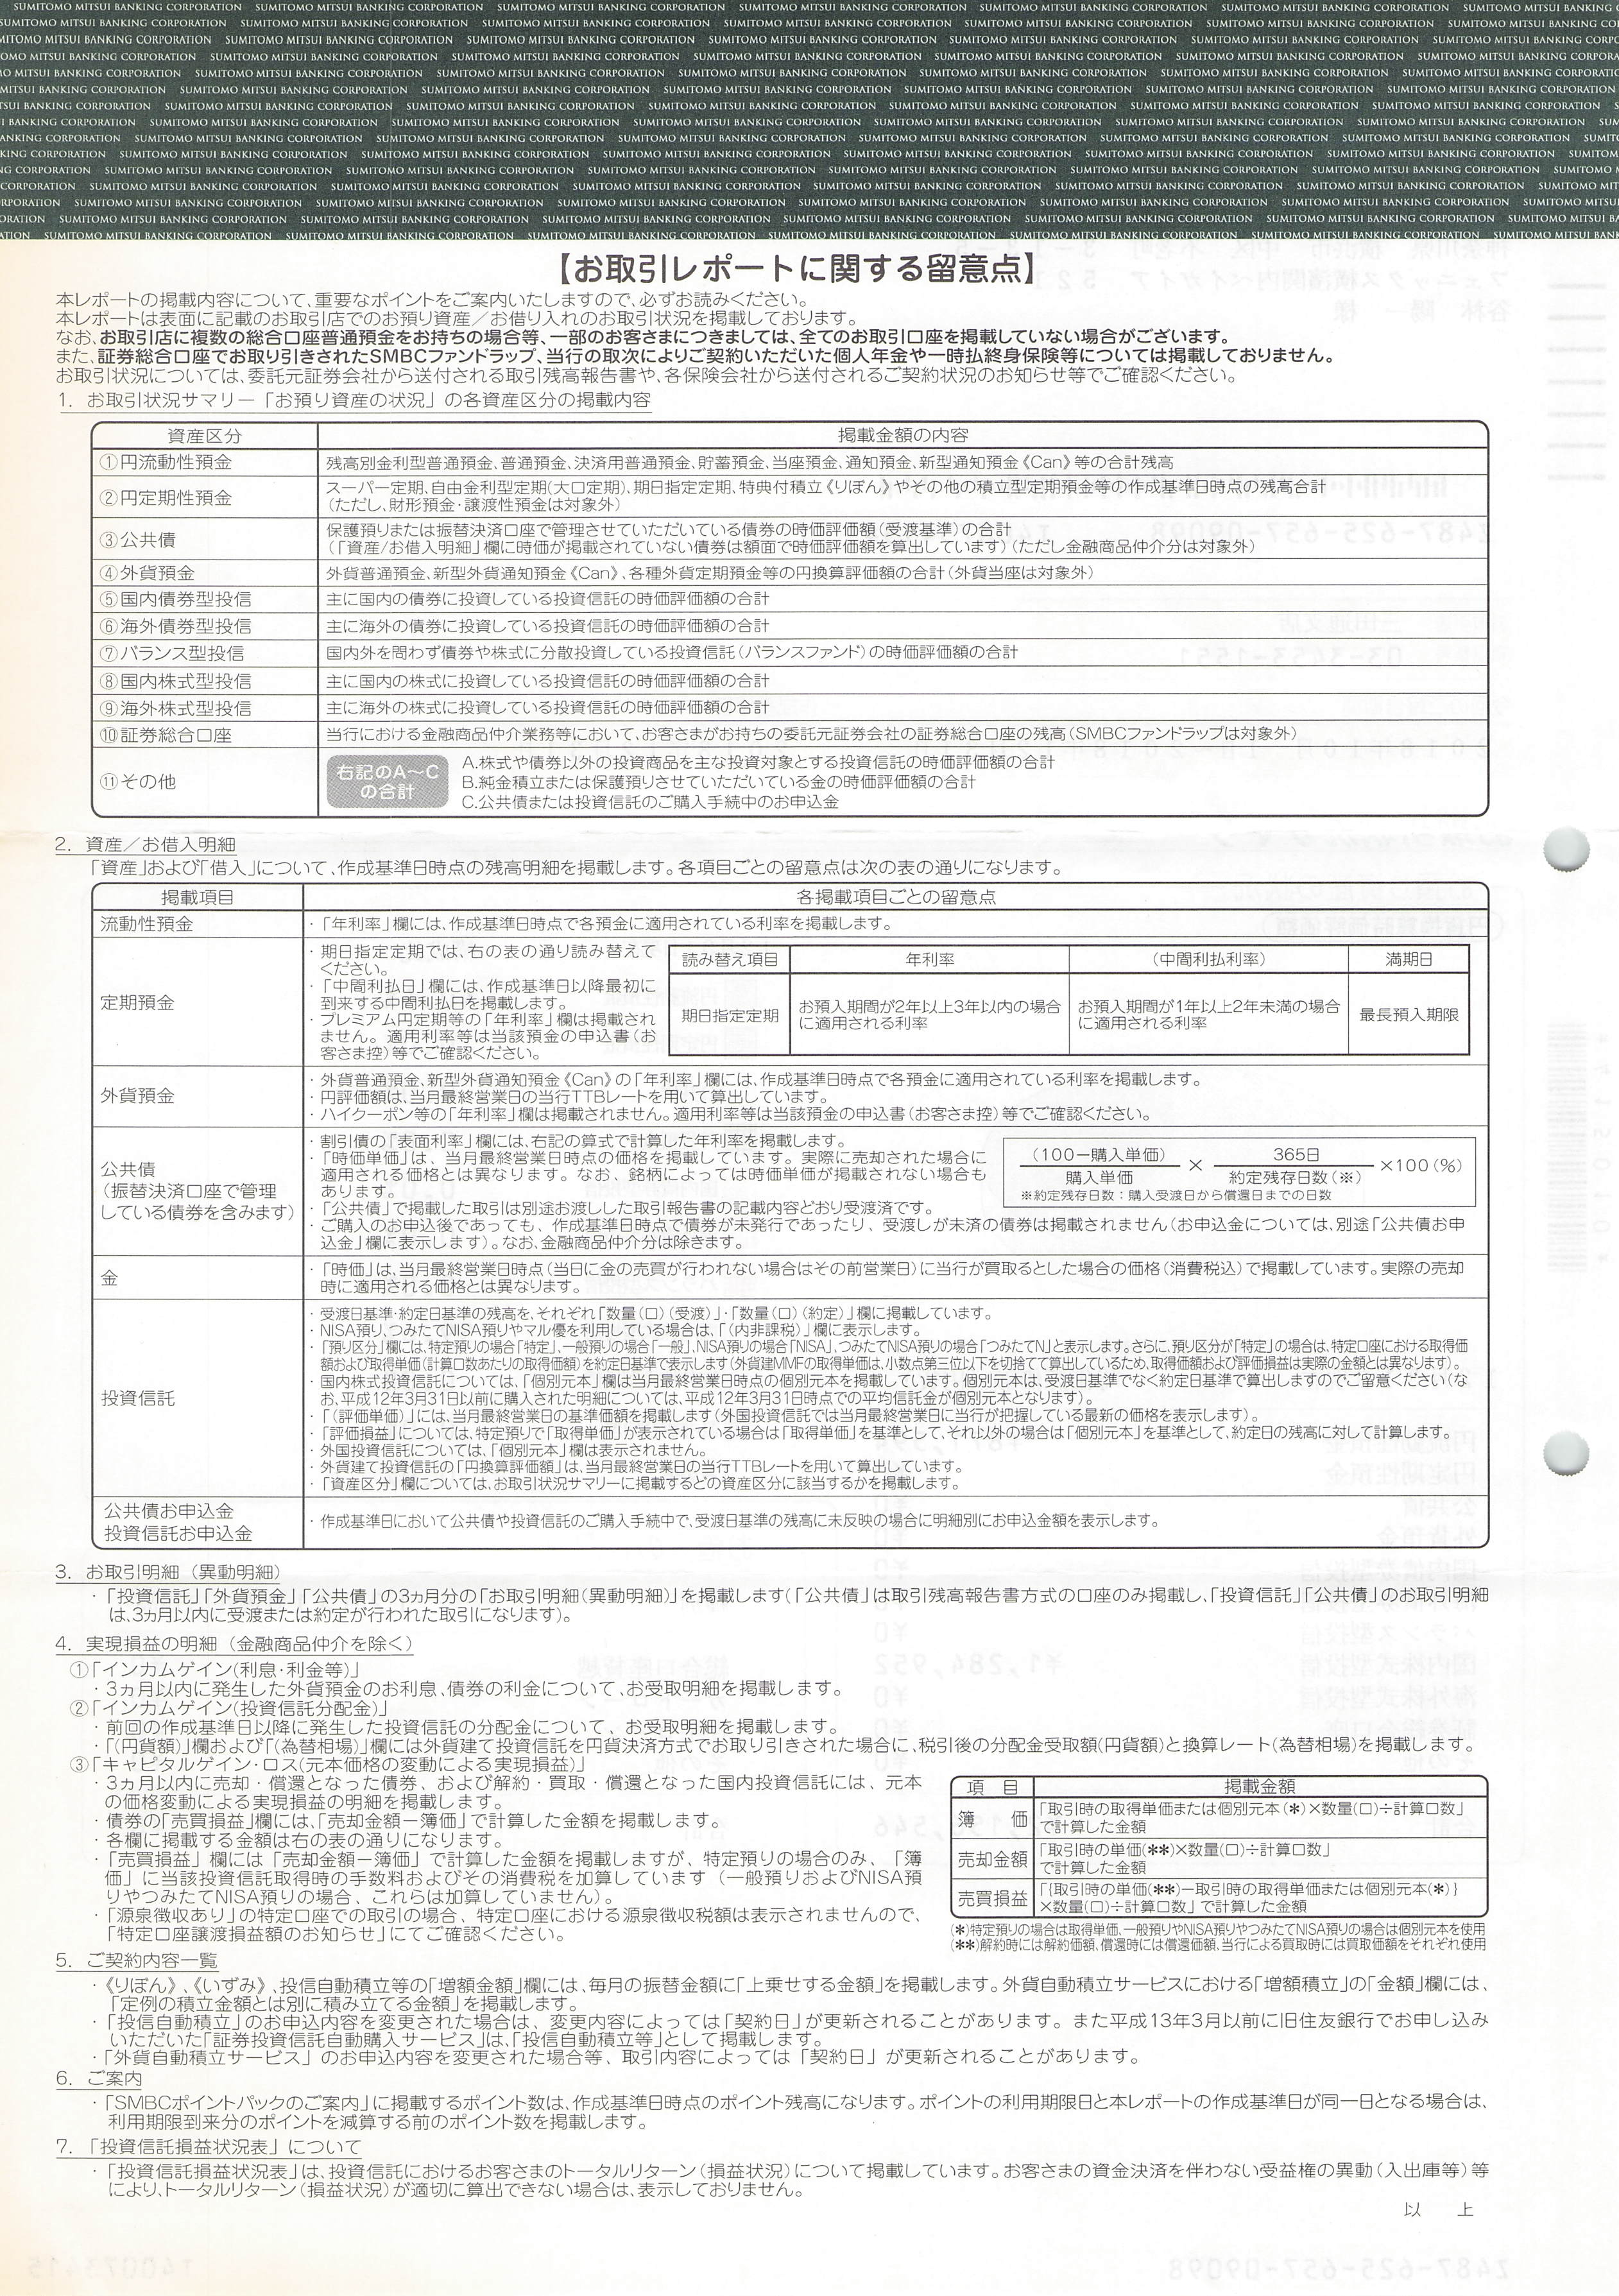 SUMITOMO MITSUI BANKING CORPORATION
【お取引レポートに関する留意点】
本レポートの掲載内容について、重要なポイントをご案内いたしますので、必ずお読みください。
本レポートは表面に記載のお取引店でのお預り資産／お借り入れのお取引状況を掲載しております。
なお、お取引店に複数の総合口座普通預金をお持ちの場合等、一部のお客さまにつきましては、全てのお取引口座を掲載していない場合がございます。
また、証券総合口座でお取り引きされたSMBCファンドラップ、当行の取次によりご契約いただいた個人年金や一時払終身保険等については掲載しておりません。
お取引状況については、委託元証券会社から送付される取引残高報告書や、各保険会社から送付されるご契約状況のお知らせ等でご確認ください。
1．お取引状況サマリー「お預り資産の状況」の各資産区分の掲載内容
資産区分 掲載金額の内容
①円流動性預金 残高別金利型普通預金、普通預金、決済用普通預金、貯蓄預金、当座預金、通知預金、新型通知預金《Can》等の合計残高
②円定期性預金 スーパー定期、自由金利型定期(大口定期)、期日指定定期、特典付積立《りぼん》やその他の積立型定期預金等の作成基準日時点の残高合計
（ただし、財形預金・譲渡性預金は対象外）
③公共債 保護預りまたは振替決済口座で管理させていただいている債券の時価評価額（受渡基準）の合計
（「資産/お借入明細」欄に時価が掲載されていない債券は額面で時価評価額を算出しています）（ただし金融商品仲介分は対象外）
④外貨預金 外貨普通預金、新型外貨通知預金《Can》、各種外貨定期預金等の円換算評価額の合計（外貨当座は対象外）
⑤国内債券型投信 主に国内の債券に投資している投資信託の時価評価額の合計
⑥海外債券型投信 主に海外の債券に投資している投資信託の時価評価額の合計
⑦バランス型投信 国内外を問わず債券や株式に分散投資している投資信託（バランスファンド）の時価評価額の合計
⑧国内株式型投信 主に国内の株式に投資している投資信託の時価評価額の合計
⑨海外株式型投信 主に海外の株式に投資している投資信託の時価評価額の合計
⑩証券総合口座 当行における金融商品仲介業務等において、お客さまがお持ちの委託元証券会社の証券総合口座の残高（SMBCファンドラップは対象外）
⑪その他 右記のA～Cの合計
A.株式や債券以外の投資商品を主な投資対象とする投資信託の時価評価額の合計
B.純金積立または保護預りさせていただいている金の時価評価額の合計
C.公共債または投資信託のご購入手続中のお申込金
2．資産／お借入明細
「資産」および「借入」について、作成基準日時点の残高明細を掲載します。各項目ごとの留意点は次の表の通りになります。
掲載項目 各掲載項目ごとの留意点
流動性預金 ・「年利率」欄には、作成基準日時点で各預金に適用されている利率を掲載します。
定期預金
・期日指定定期では、右の表の通り読み替えて
ください。
・「中間利払日」欄には、作成基準日以降最初に
到来する中間利払日を掲載します。
・プレミアム円定期等の「年利率」欄は掲載され
ません。適用利率等は当該預金の申込書（お
客さま控）等でご確認ください。
読み替え項目 年利率 （中間利払利率） 満期日
期日指定定期 お預入期間が2年以上3年以内の場合に適用される利率 お預入期間が1年以上2年未満の場合に適用される利率 最長預入期限
外貨預金
・外貨普通預金、新型外貨通知預金《Can》の「年利率」欄には、作成基準日時点で各預金に適用されている利率を掲載します。
・円評価額は、当月最終営業日の当行TTBレートを用いて算出しています。
・ハイクーポン等の「年利率」欄は掲載されません。適用利率等は当該預金の申込書（お客さま控）等でご確認ください。
公共債
（振替決済口座で管理
している債券を含みます）
・割引債の「表面利率」欄には、右記の算式で計算した年利率を掲載します。
・「時価単価」は、当月最終営業日時点の価格を掲載しています。実際に売却された場合に
適用される価格とは異なります。なお、銘柄によっては時価単価が掲載されない場合も
あります。
・「公共債」で掲載した取引は別途お渡しした取引報告書の記載内容どおり受渡済です。
・ご購入のお申込後であっても、作成基準日時点で債券が未発行であったり、受渡しが未済の債券は掲載されません（お申込金については、別途「公共債お申
込金」欄に表示します）。なお、金融商品仲介分は除きます。
（100－購入単価） 365日
購入単価 × 約定残存日数（※） ×100（%）
※約定残存日数：購入受渡日から償還日までの日数
金
・「時価」は、当月最終営業日時点（当日に金の売買が行われない場合はその前営業日）に当行が買取るとした場合の価格（消費税込）で掲載しています。実際の売却
時に適用される価格とは異なります。
投資信託
・受渡日基準・約定日基準の残高を、それぞれ「数量（口）（受渡）」・「数量（口）（約定）」欄に掲載しています。
・NISA預り、つみたてNISA預りやマル優を利用している場合は、「（内非課税）」欄に表示します。
・「預り区分」欄には、特定預りの場合「特定」、一般預りの場合「一般」、NISA預りの場合「NISA」、つみたてNISA預りの場合「つみたてN」と表示します。さらに、預り区分が「特定」の場合は、特定口座における取得価
額および取得単価（計算口数あたりの取得価額）を約定日基準で表示します（外貨建MMFの取得単価は、小数点第三位以下を切捨てて算出しているため、取得価額および評価損益は実際の金額とは異なります）。
・国内株式投資信託については、「個別元本」欄は当月最終営業日時点の個別元本を掲載しています。個別元本は、受渡日基準でなく約定日基準で算出しますのでご留意ください（な
お、平成12年3月31日以前に購入された明細については、平成12年3月31日時点での平均信託金が個別元本となります）。
・「（評価単価）」には、当月最終営業日の基準価額を掲載します（外国投資信託では当月最終営業日に当行が把握している最新の価格を表示します）。
・「評価損益」については、特定預りで「取得単価」が表示されている場合は「取得単価」を基準として、それ以外の場合は「個別元本」を基準として、約定日の残高に対して計算します。
・外国投資信託については、「個別元本」欄は表示されません。
・外貨建て投資信託の「円換算評価額」は、当月最終営業日の当行TTBレートを用いて算出しています。
・「資産区分」欄については、お取引状況サマリーに掲載するどの資産区分に該当するかを掲載します。
公共債お申込金
投資信託お申込金
・作成基準日において公共債や投資信託のご購入手続中で、受渡日基準の残高に未反映の場合に明細別にお申込金額を表示します。
3．お取引明細（異動明細）
・「投資信託」「外貨預金」「公共債」の3ヵ月分の「お取引明細（異動明細）」を掲載します（「公共債」は取引残高報告書方式の口座のみ掲載し、「投資信託」「公共債」のお取引明細
は、3ヵ月以内に受渡または約定が行われた取引になります）。
4．実現損益の明細（金融商品仲介を除く）
①「インカムゲイン（利息・利金等）」
・3ヵ月以内に発生した外貨預金のお利息、債券の利金について、お受取明細を掲載します。
②「インカムゲイン（投資信託分配金）」
・前回の作成基準日以降に発生した投資信託の分配金について、お受取明細を掲載します。
・「（円貨額）」欄および「（為替相場）」欄には外貨建て投資信託を円貨決済方式でお取り引きされた場合に、税引後の分配金受取額（円貨額）と換算レート（為替相場）を掲載します。
③「キャピタルゲイン・ロス（元本価格の変動による実現損益）」
・3ヵ月以内に売却・償還となった債券、および解約・買取・償還となった国内投資信託には、元本
の価格変動による実現損益の明細を掲載します。
・債券の「売買損益」欄には、「売却金額－簿価」で計算した金額を掲載します。
・各欄に掲載する金額は右の表の通りになります。
・「売買損益」欄には「売却金額－簿価」で計算した金額を掲載しますが、特定預りの場合のみ、「簿
価」に当該投資信託取得時の手数料およびその消費税を加算しています（一般預りおよびNISA預
りやつみたてNISA預りの場合、これらは加算していません）。
・「源泉徴収あり」の特定口座での取引の場合、特定口座における源泉徴収税額は表示されませんので、
「特定口座譲渡損益額のお知らせ」にてご確認ください。
項 目 掲載金額
簿 価 「取引時の取得単価または個別元本（*）×数量（口）÷計算口数」
で計算した金額
売却金額 「取引時の単価（**）×数量（口）÷計算口数」
で計算した金額
売買損益 「{取引時の単価（**）－取引時の取得単価または個別元本（*）}
×数量（口）÷計算口数」で計算した金額
（*）特定預りの場合は取得単価、一般預りやNISA預りやつみたてNISA預りの場合は個別元本を使用
（**）解約時には解約価額、償還時には償還価額、当行による買取時には買取価額をそれぞれ使用
5．ご契約内容一覧
・《りぼん》、《いずみ》、投信自動積立等の「増額金額」欄には、毎月の振替金額に「上乗せする金額」を掲載します。外貨自動積立サービスにおける「増額積立」の「金額」欄には、
「定例の積立金額とは別に積み立てる金額」を掲載します。
・「投信自動積立」のお申込内容を変更された場合は、変更内容によっては「契約日」が更新されることがあります。また平成13年3月以前に旧住友銀行でお申し込み
いただいた「証券投資信託自動購入サービス」は、「投信自動積立等」として掲載します。
・「外貨自動積立サービス」のお申込内容を変更された場合等、取引内容によっては「契約日」が更新されることがあります。
6．ご案内
・「SMBCポイントパックのご案内」に掲載するポイント数は、作成基準日時点のポイント残高になります。ポイントの利用期限日と本レポートの作成基準日が同一日となる場合は、
利用期限到来分のポイントを減算する前のポイント数を掲載します。
7．「投資信託損益状況表」について
・「投資信託損益状況表」は、投資信託におけるお客さまのトータルリターン（損益状況）について掲載しています。お客さまの資金決済を伴わない受益権の異動（入出庫等）等
により、トータルリターン（損益状況）が適切に算出できない場合は、表示しておりません。
以 上